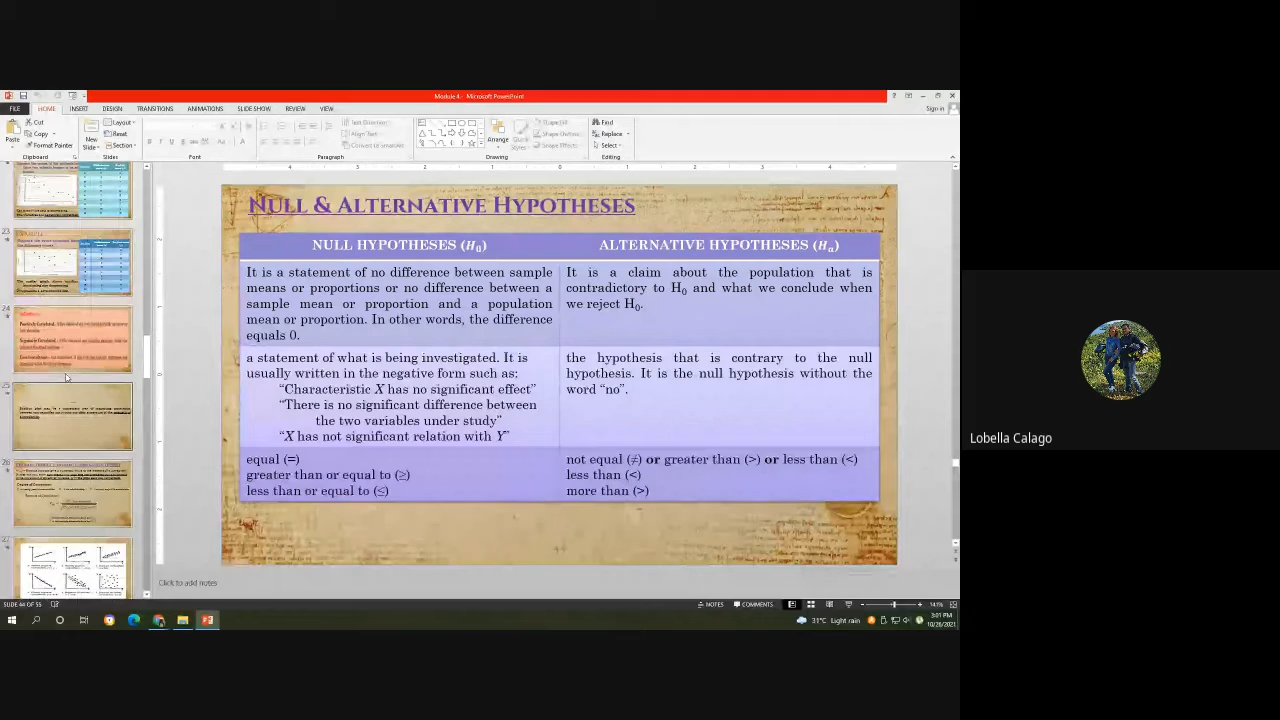 Module 4 - Microsoft PowerPoint
Sign in
FILE HOME INSERT DESIGN TRANSITIONS ANIMATIONS SLIDE SHOW REVIEW VIEW
Cut
Copy
Format Painter
Paste
Clipboard
New
Slide
Layout
Reset
Section
Slides
Font
Text Direction
Align Text
Convert to SmartArt
Paragraph
Arrange
Quick
Styles
Shape Fill
Shape Outline
Shape Effects
Drawing
Find
Replace
Select
Editing
23
24
25
26
27
NULL & ALTERNATIVE HYPOTHESES
NULL HYPOTHESES (H₀)
It is a statement of no difference between sample
means or proportions or no difference between a
sample mean or proportion and a population
mean or proportion. In other words, the difference
equals 0.
a statement of what is being investigated. It is
usually written in the negative form such as:
“Characteristic X has no significant effect”
“There is no significant difference between
the two variables under study”
“X has not significant relation with Y”
equal (=)
greater than or equal to (≥)
less than or equal to (≤)
ALTERNATIVE HYPOTHESES (Hₐ)
It is a claim about the population that is
contradictory to H₀ and what we conclude when
we reject H₀.
the hypothesis that is contrary to the null
hypothesis. It is the null hypothesis without the
word “no”.
not equal (≠) or greater than (>) or less than (<)
less than (<)
more than (>)
Click to add notes
SLIDE 44 OF 55
NOTES COMMENTS
141%
31°C Light rain
3:01 PM
10/26/2021
Lobella Calago